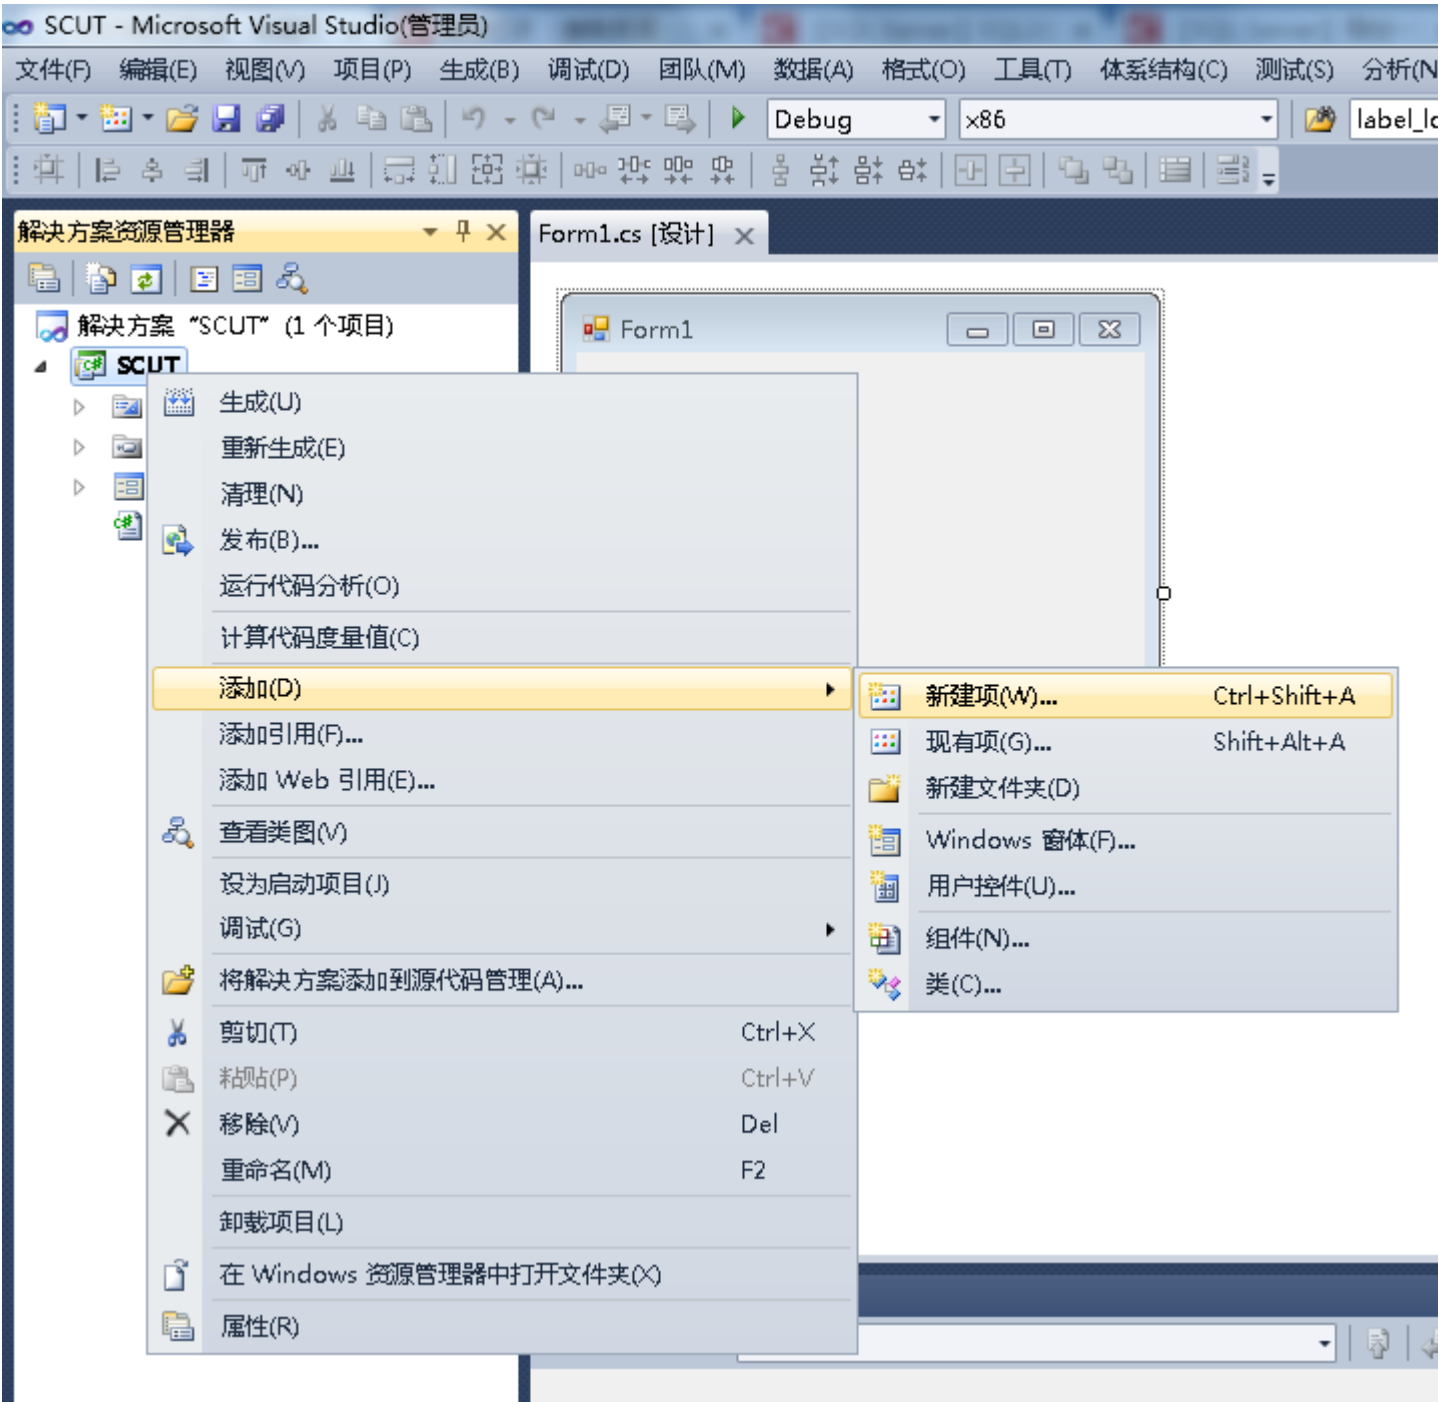 SCUT - Microsoft Visual Studio(管理员)
文件(F) 编辑(E) 视图(V) 项目(P) 生成(B) 调试(D) 团队(M) 数据(A) 格式(O) 工具(T) 体系结构(C) 测试(S) 分析(N
Debug x86 label_lo
解决方案资源管理器
Form1.cs [设计]
解决方案 “SCUT” (1 个项目)
Form1
SCUT
生成(U)
重新生成(E)
清理(N)
发布(B)...
运行代码分析(O)
计算代码度量值(C)
添加(D)
添加引用(F)...
添加 Web 引用(E)...
查看类图(V)
设为启动项目(J)
调试(G)
将解决方案添加到源代码管理(A)...
剪切(T) Ctrl+X
粘贴(P) Ctrl+V
移除(V) Del
重命名(M) F2
卸载项目(L)
在 Windows 资源管理器中打开文件夹(X)
属性(R)
新建项(W)... Ctrl+Shift+A
现有项(G)... Shift+Alt+A
新建文件夹(D)
Windows 窗体(F)...
用户控件(U)...
组件(N)...
类(C)...